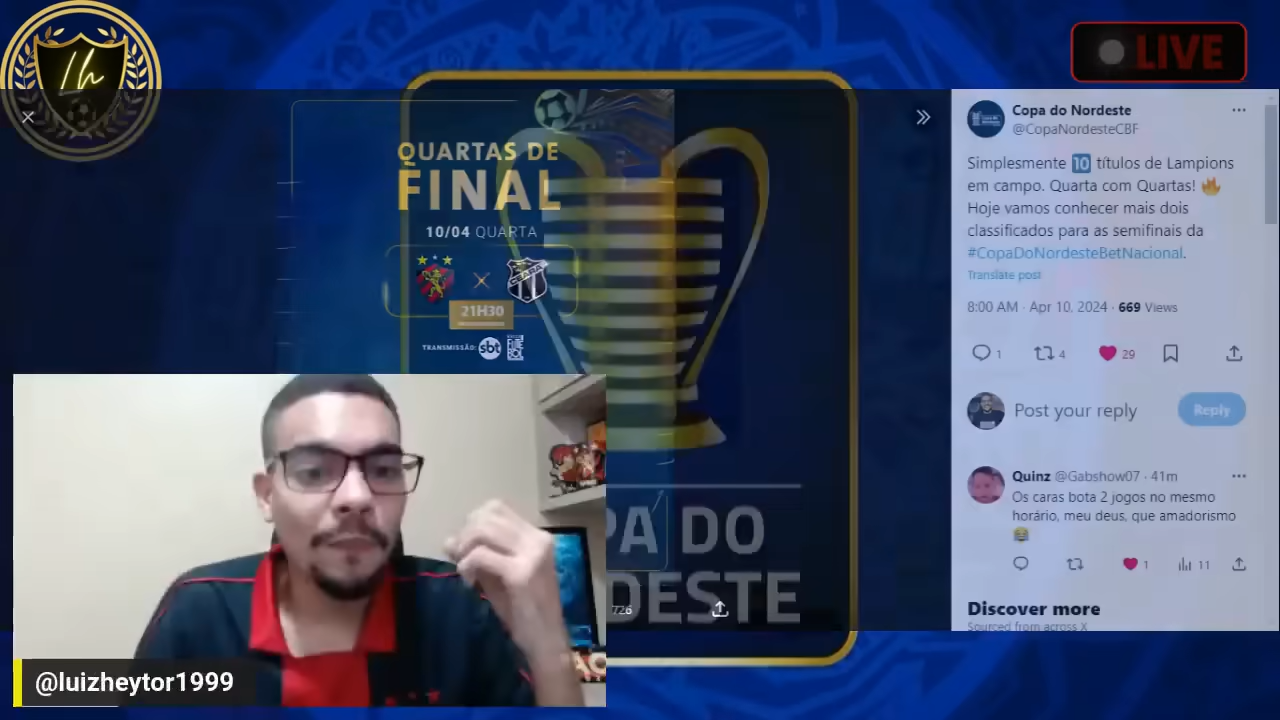 lh
LIVE
QUARTAS DE
FINAL
10/04 QUARTA
CEARÁ
21H30
TRANSMISSÃO: sbt
PA DO
DESTE
726
Copa do Nordeste
@CopaNordesteCBF
Simplesmente 10 títulos de Lampions
em campo. Quarta com Quartas! 🔥
Hoje vamos conhecer mais dois
classificados para as semifinais da
#CopaDoNordesteBetNacional.
Translate post
8:00 AM · Apr 10, 2024 · 669 Views
1 4 29
Post your reply
Reply
Quinz @Gabshow07 · 41m
Os caras bota 2 jogos no mesmo
horário, meu deus, que amadorismo
😂
1 11
Discover more
Sourced from across X
@luizheytor1999